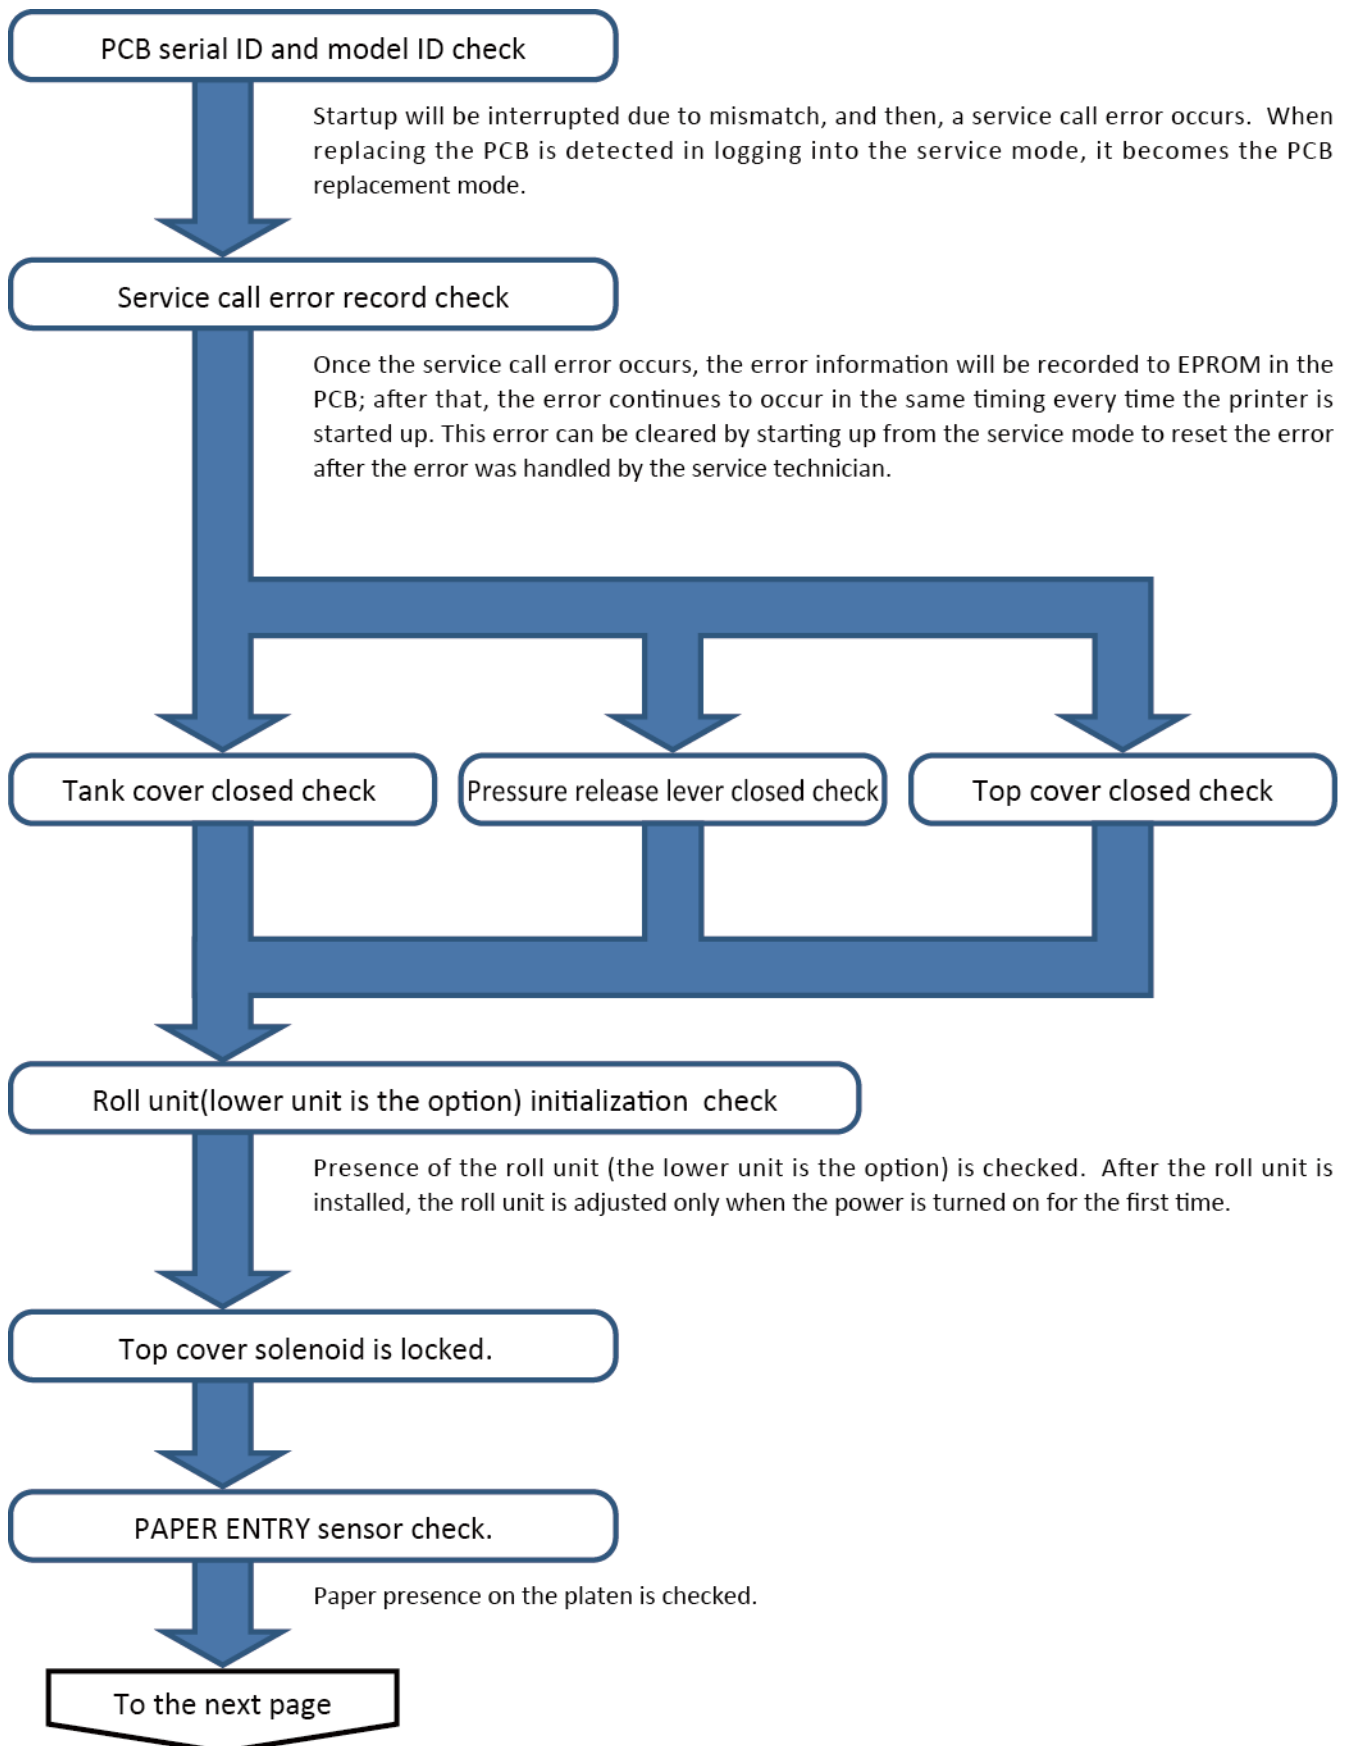 PCB serial ID and model ID check
Startup will be interrupted due to mismatch, and then, a service call error occurs.  When
replacing the PCB is detected in logging into the service mode, it becomes the PCB
replacement mode.
Service call error record check
Once the service call error occurs, the error information will be recorded to EPROM in the
PCB; after that, the error continues to occur in the same timing every time the printer is
started up. This error can be cleared by starting up from the service mode to reset the error
after the error was handled by the service technician.
Tank cover closed check
Pressure release lever closed check
Top cover closed check
Roll unit(lower unit is the option) initialization  check
Presence of the roll unit (the lower unit is the option) is checked.  After the roll unit is
installed, the roll unit is adjusted only when the power is turned on for the first time.
Top cover solenoid is locked.
PAPER ENTRY sensor check.
Paper presence on the platen is checked.
To the next page